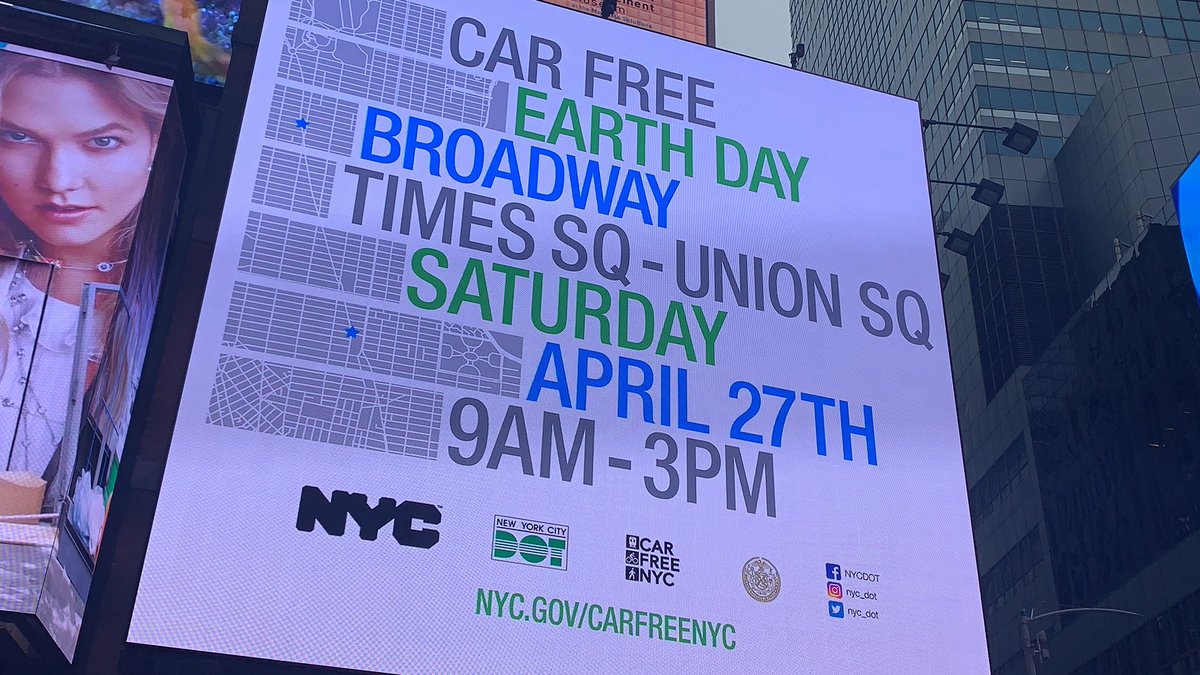 CAR FREE
EARTH DAY
BROADWAY
TIMES SQ - UNION SQ
SATURDAY
APRIL 27TH
9AM - 3PM
NYC
NEW YORK CITY
DOT
CAR
FREE
NYC
NYCDOT
nyc_dot
nyc_dot
NYC.GOV/CARFREENYC